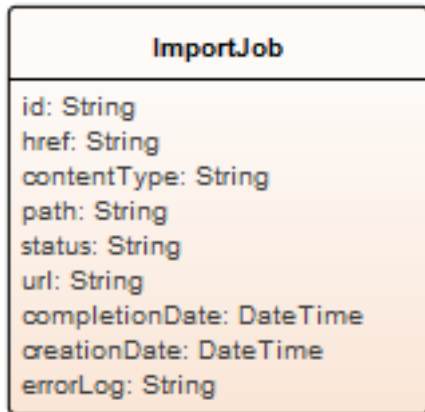 ImportJob
id: String
href: String
contentType: String
path: String
status: String
url: String
completionDate: DateTime
creationDate: DateTime
errorLog: String